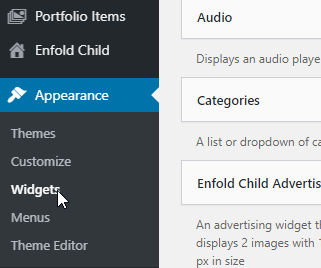 Portfolio Items
Enfold Child
Appearance
Themes
Customize
Widgets
Menus
Theme Editor
Audio
Displays an audio playe
Categories
A list or dropdown of ca
Enfold Child Advertis
An advertising widget th
displays 2 images with 1
px in size